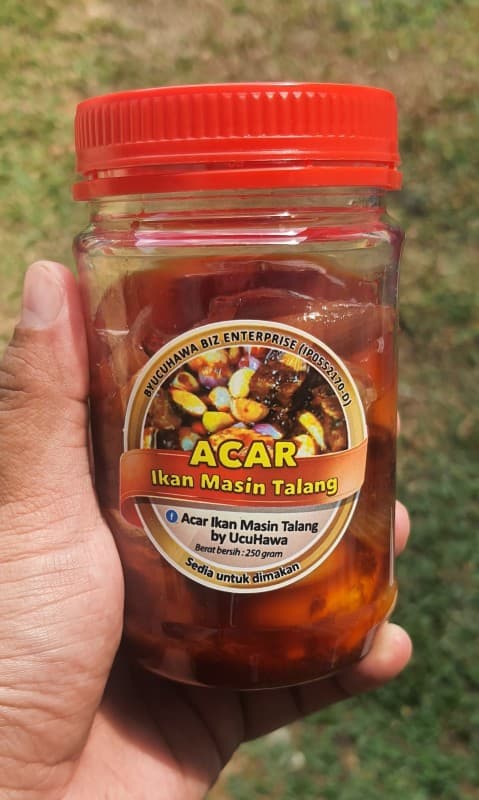 BYUCUHAWA BIZ ENTERPRISE (IP0552170-D)
ACAR
Ikan Masin Talang
f Acar Ikan Masin Talang
by UcuHawa
Berat bersih : 250 gram
Sedia untuk dimakan